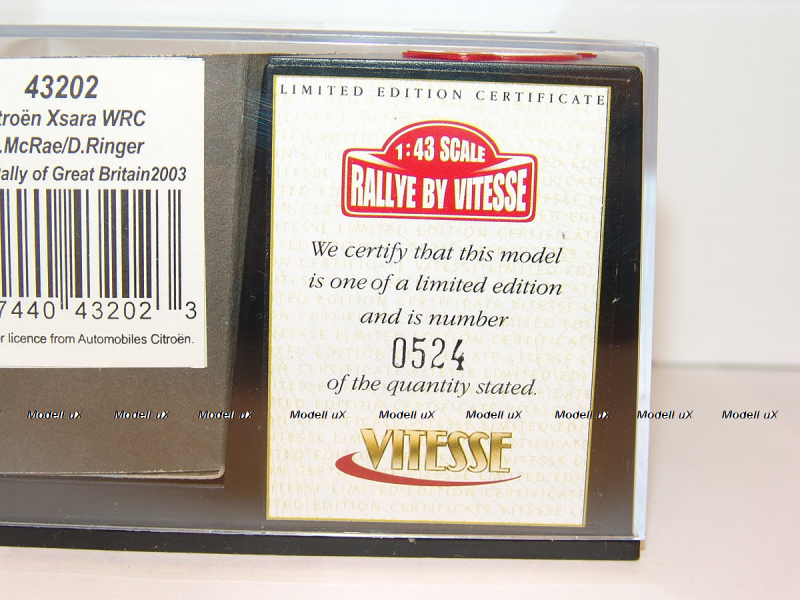 43202
troën Xsara WRC
.McRae/D.Ringer
ally of Great Britain2003
7440 43202 3
r licence from Automobiles Citroën.
LIMITED EDITION CERTIFICATE
1:43 SCALE
RALLYE BY VITESSE
We certify that this model
is one of a limited edition
and is number
0524
of the quantity stated.
VITESSE
Modell uX Modell uX Modell uX Modell uX Modell uX Modell uX Modell uX Modell uX Modell uX